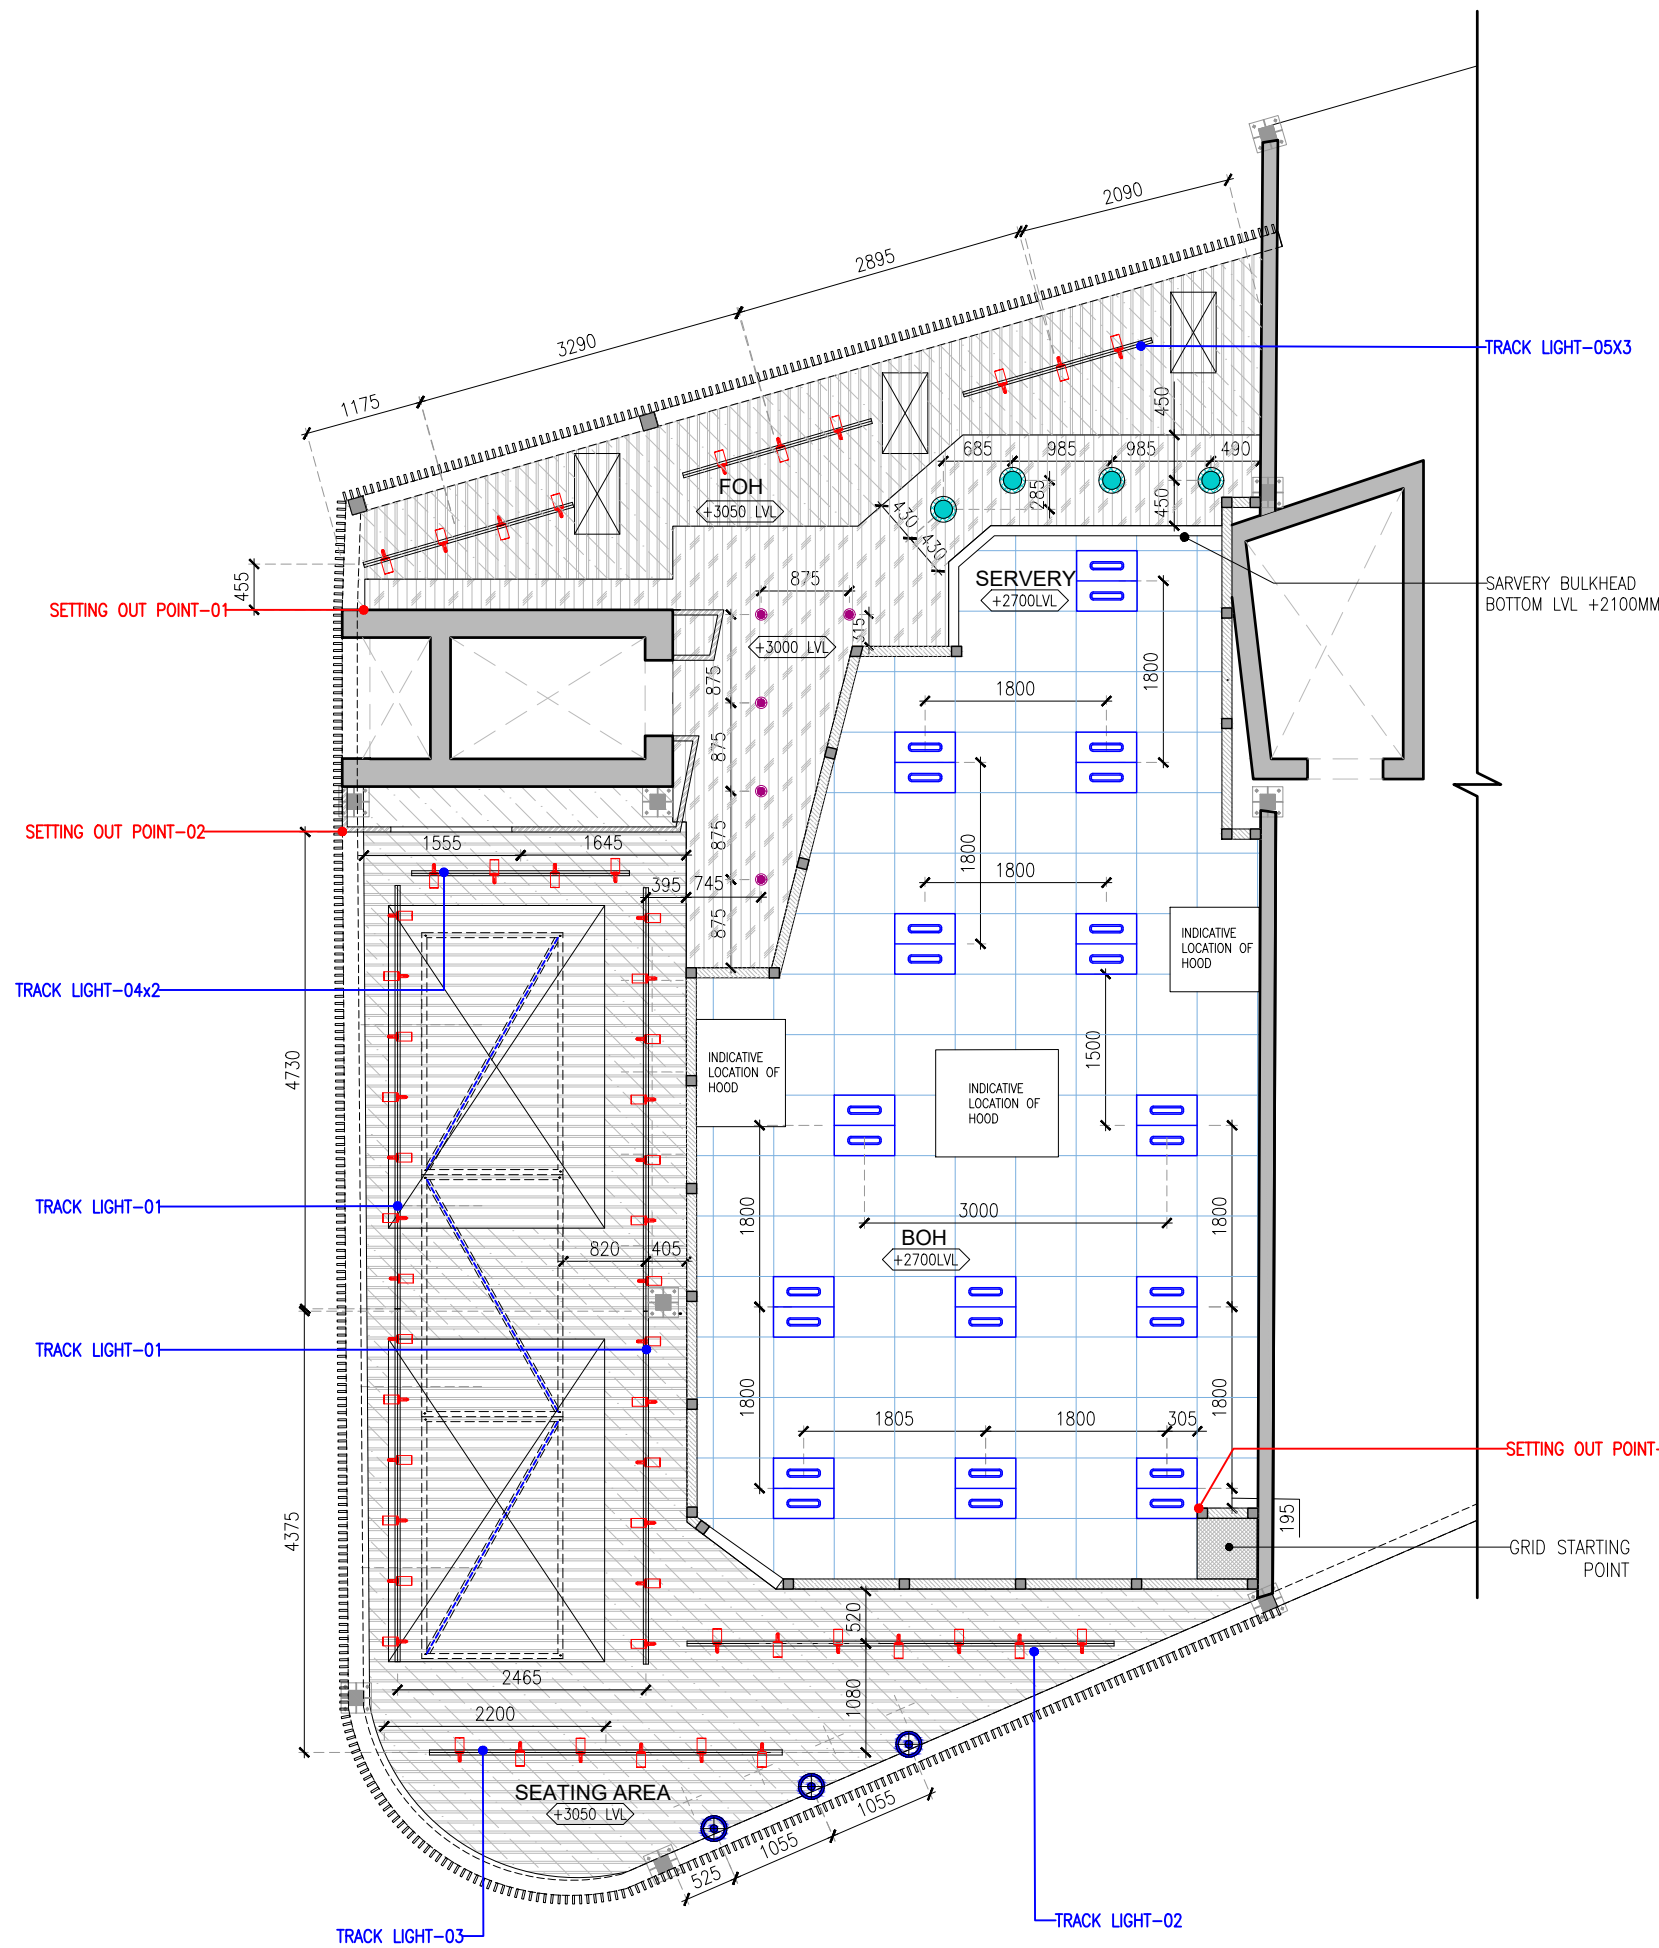 2090
2895
3290
1175
TRACK LIGHT-05X3
450
685
985
985
490
285
450
FOH
+3050 LVL
430
430
455
875
SERVERY
+2700LVL
SARVERY BULKHEAD
BOTTOM LVL +2100MM
SETTING OUT POINT-01
315
+3000 LVL
875
1800
1800
875
SETTING OUT POINT-02
1555
1645
875
1800
1800
395
745
875
INDICATIVE
LOCATION OF
HOOD
TRACK LIGHT-04x2
4730
INDICATIVE
LOCATION OF
HOOD
INDICATIVE
LOCATION OF
HOOD
1500
TRACK LIGHT-01
1800
3000
1800
BOH
+2700LVL
820
405
TRACK LIGHT-01
1800
1805
1800
305
1800
SETTING OUT POINT-
4375
195
GRID STARTING
POINT
520
2465
1080
2200
SEATING AREA
+3050 LVL
1055
1055
525
TRACK LIGHT-02
TRACK LIGHT-03